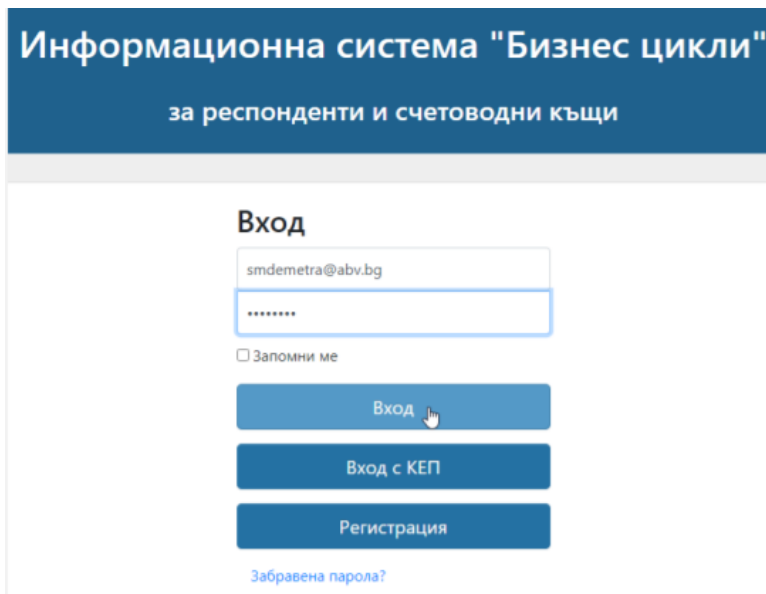 Информационна система "Бизнес цикли"
за респонденти и счетоводни къщи
Вход
smdemetra@abv.bg
••••••••
Запомни ме
Вход
Вход с КЕП
Регистрация
Забравена парола?